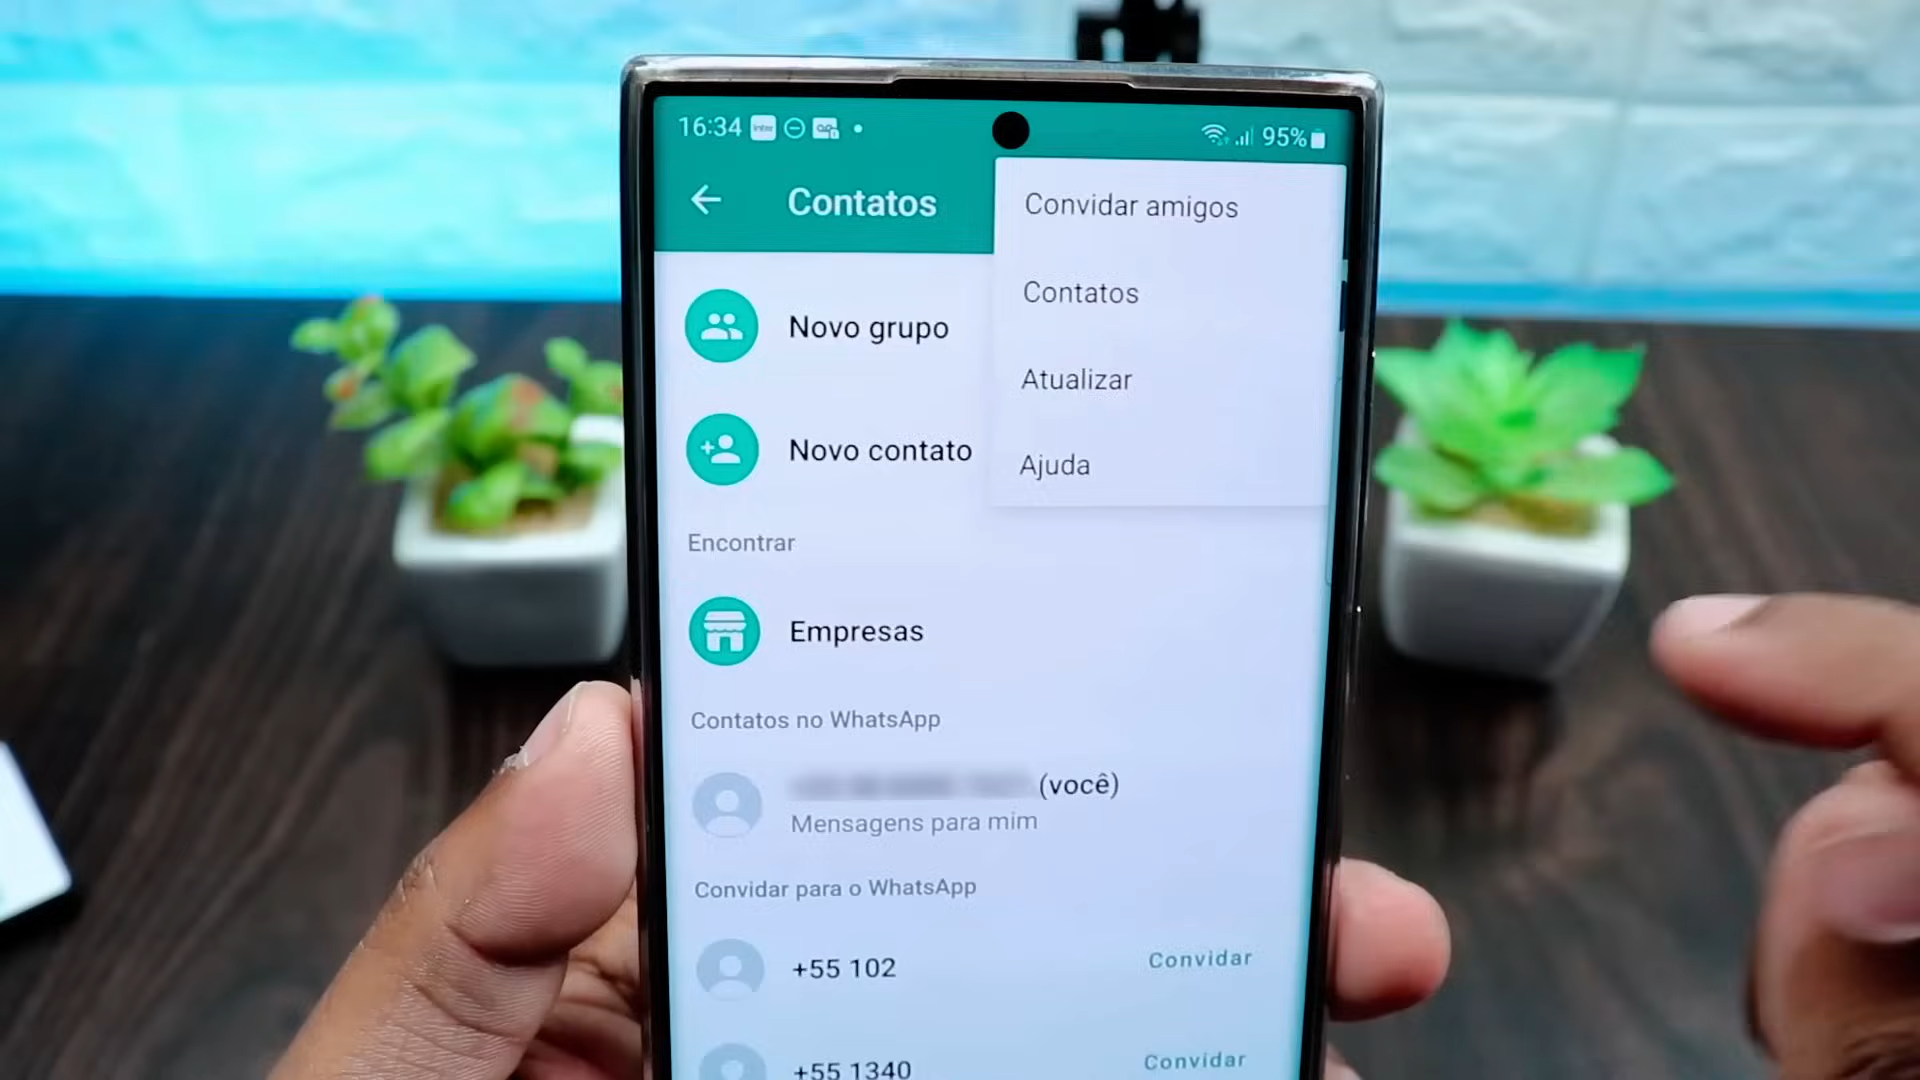 16:34
inter
95%
Contatos
Convidar amigos
Contatos
Atualizar
Ajuda
Novo grupo
Novo contato
Encontrar
Empresas
Contatos no WhatsApp
(você)
Mensagens para mim
Convidar para o WhatsApp
+55 102
Convidar
+55 1340
Convidar